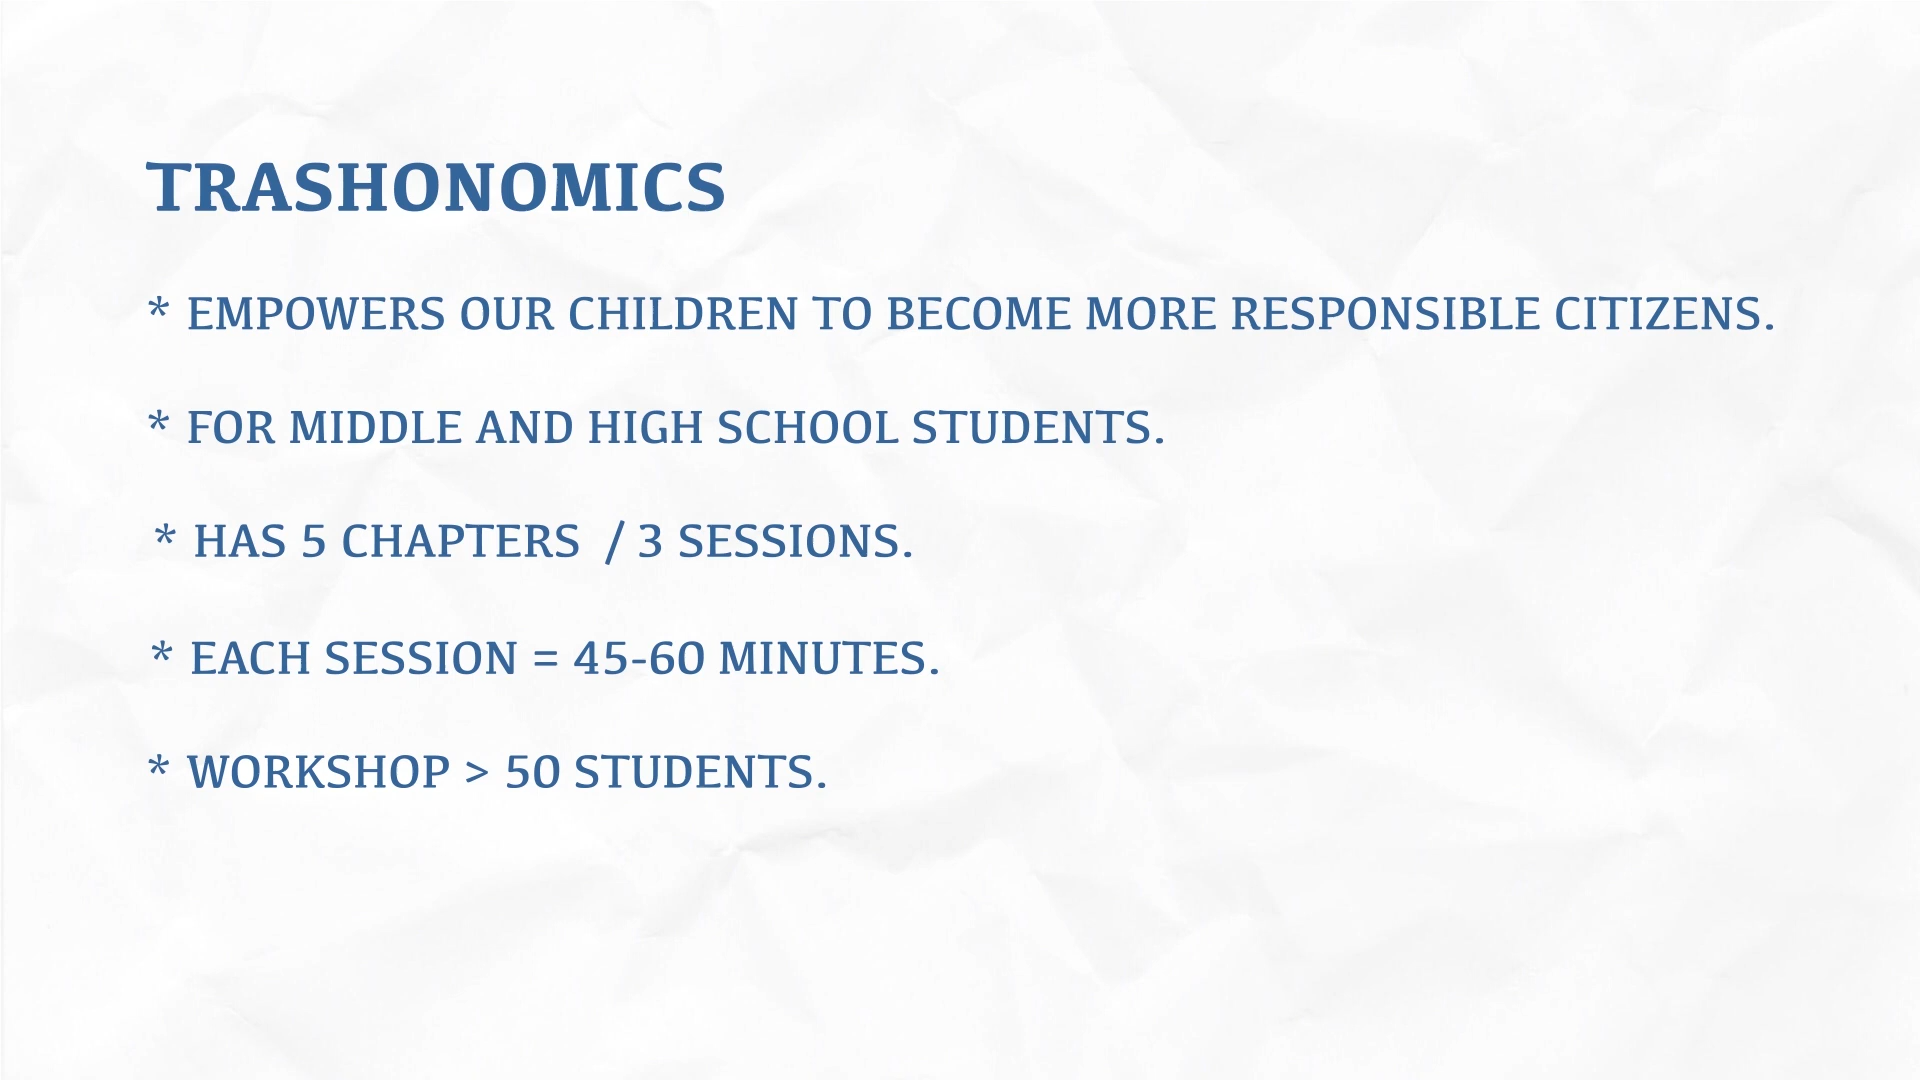 TRASHONOMICS
* EMPOWERS OUR CHILDREN TO BECOME MORE RESPONSIBLE CITIZENS.
* FOR MIDDLE AND HIGH SCHOOL STUDENTS.
* HAS 5 CHAPTERS  / 3 SESSIONS.
* EACH SESSION = 45-60 MINUTES.
* WORKSHOP > 50 STUDENTS.